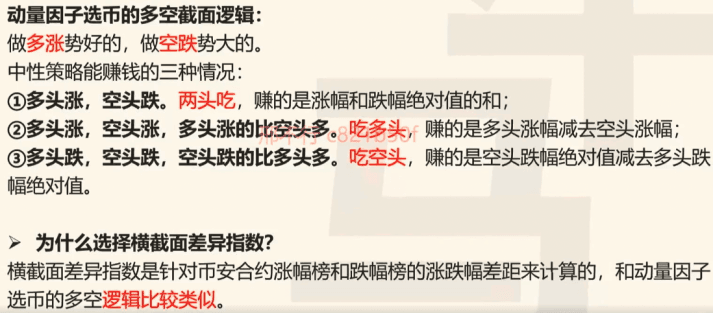 动量因子选币的多空截面逻辑：
做多涨势好的，做空跌势大的。
中性策略能赚钱的三种情况：
①多头涨，空头跌。两头吃，赚的是涨幅和跌幅绝对值的和；
②多头涨，空头涨，多头涨的比空头多。吃多头，赚的是多头涨幅减去空头涨幅；
③多头跌，空头跌，空头跌的比多头多。吃空头，赚的是空头跌幅绝对值减去多头跌
幅绝对值。
➢ 为什么选择横截面差异指数？
横截面差异指数是针对币安合约涨幅榜和跌幅榜的涨跌幅差距来计算的，和动量因子
选币的多空逻辑比较类似。